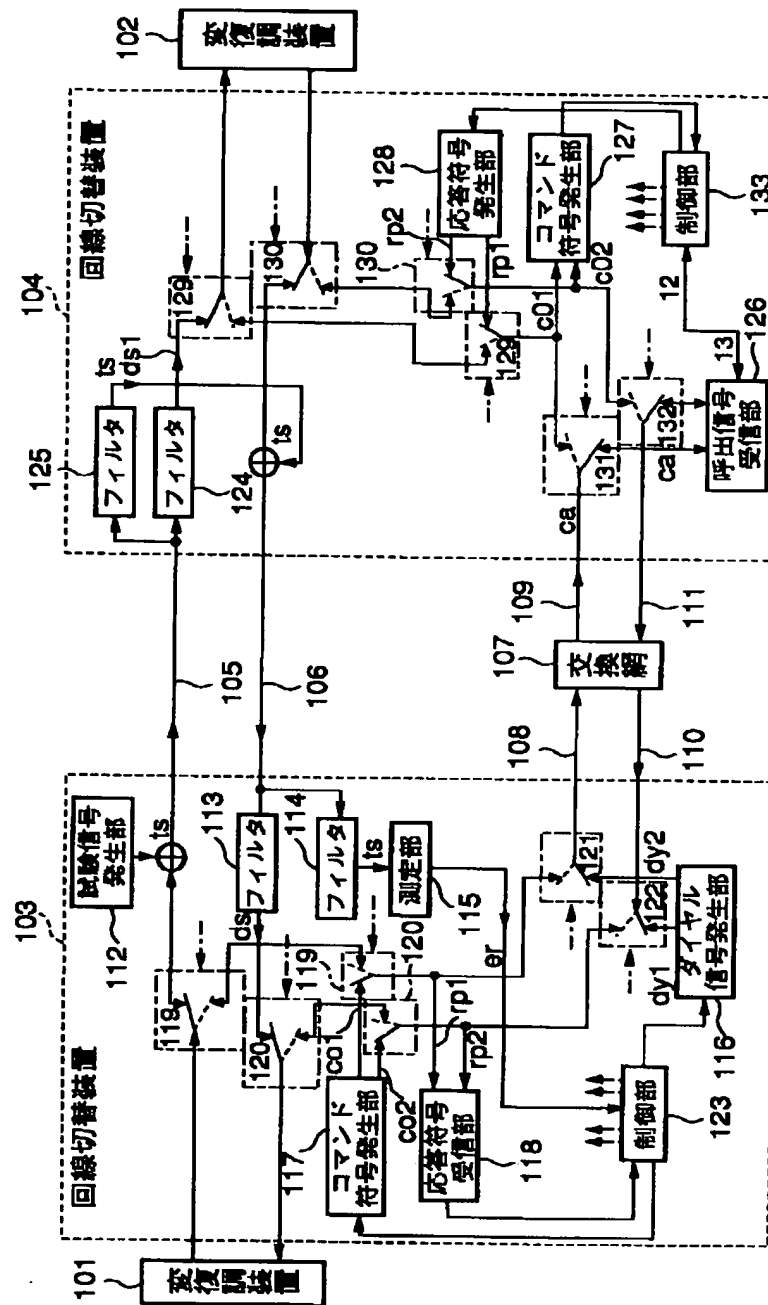 102
変復調装置
104
回線切替装置
125
フィルタ
ts
ds1
フィルタ
124
ts
129
130
128
応答符号
発生部
rp2
rp1
130
129
コマンド
符号発生部
127
c01
c02
制御部
133
12
13
126
呼出信号
受信部
131
132
ca
ca
105
106
109
107
交換網
111
108
110
103
回線切替装置
試験信号
発生部
112
ts
113
フィルタ
ds
114
フィルタ
ts
測定部
115
er
119
120
119
120
co1
co2
117
コマンド
符号発生部
rp1
rp2
応答符号
受信部
118
121
122
dy2
dy1
ダイヤル
信号発生部
116
制御部
123
101
変復調装置